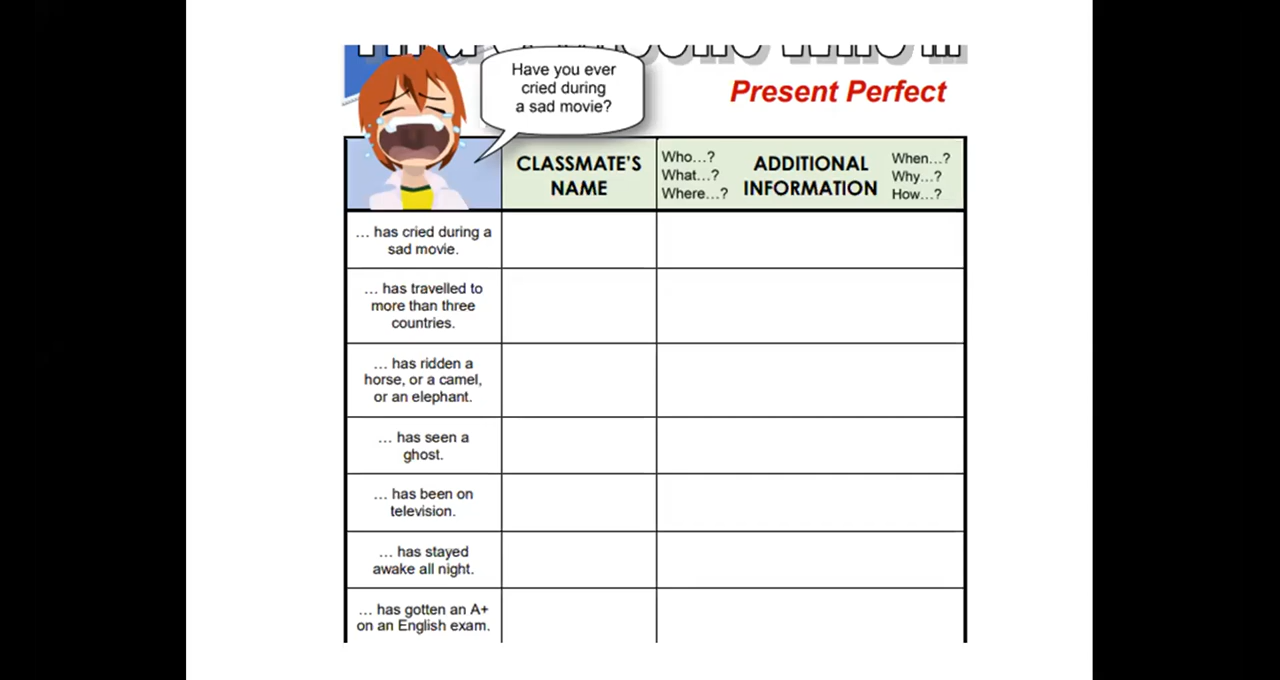 Have you ever
cried during
a sad movie?
Present Perfect
CLASSMATE'S
NAME
Who…?
What…?
Where…?
ADDITIONAL
INFORMATION
When…?
Why…?
How…?
… has cried during a
sad movie.
… has travelled to
more than three
countries.
… has ridden a
horse, or a camel,
or an elephant.
… has seen a
ghost.
… has been on
television.
… has stayed
awake all night.
… has gotten an A+
on an English exam.